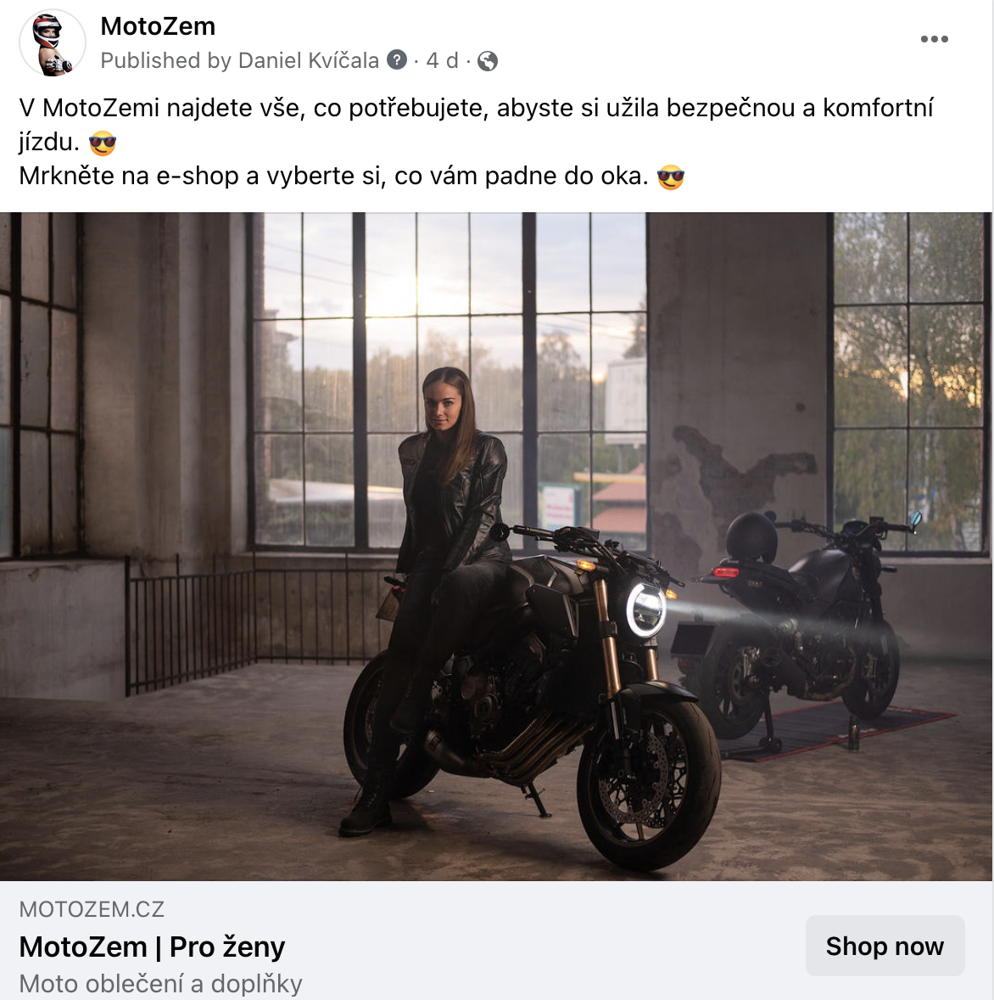 MotoZem
Published by Daniel Kvíčala · 4 d ·
V MotoZemi najdete vše, co potřebujete, abyste si užila bezpečnou a komfortní
jízdu. 😎
Mrkněte na e-shop a vyberte si, co vám padne do oka. 😎
MOTOZEM.CZ
MotoZem | Pro ženy
Shop now
Moto oblečení a doplňky